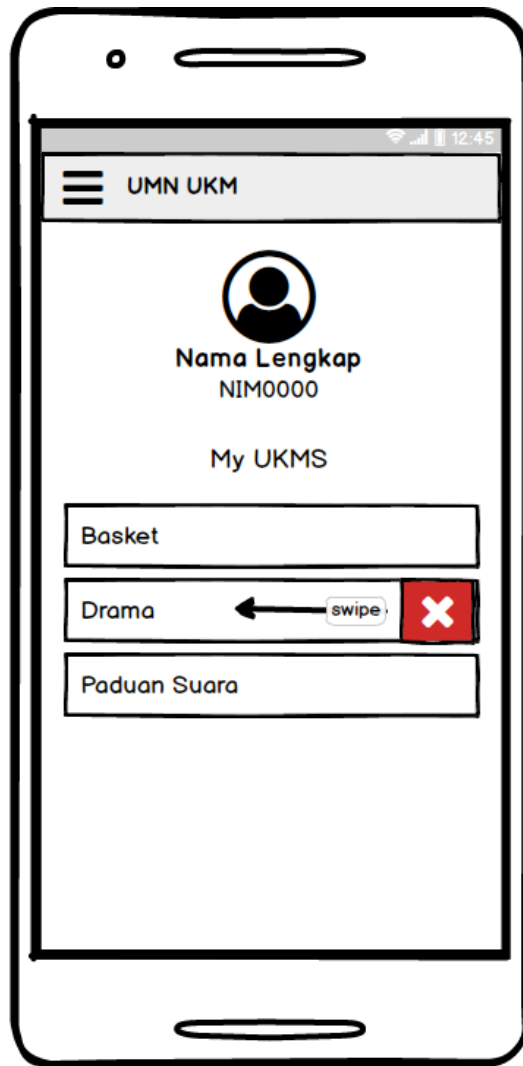 12:45
UMN UKM
Nama Lengkap
NIM0000
My UKMS
Basket
Drama
swipe
Paduan Suara